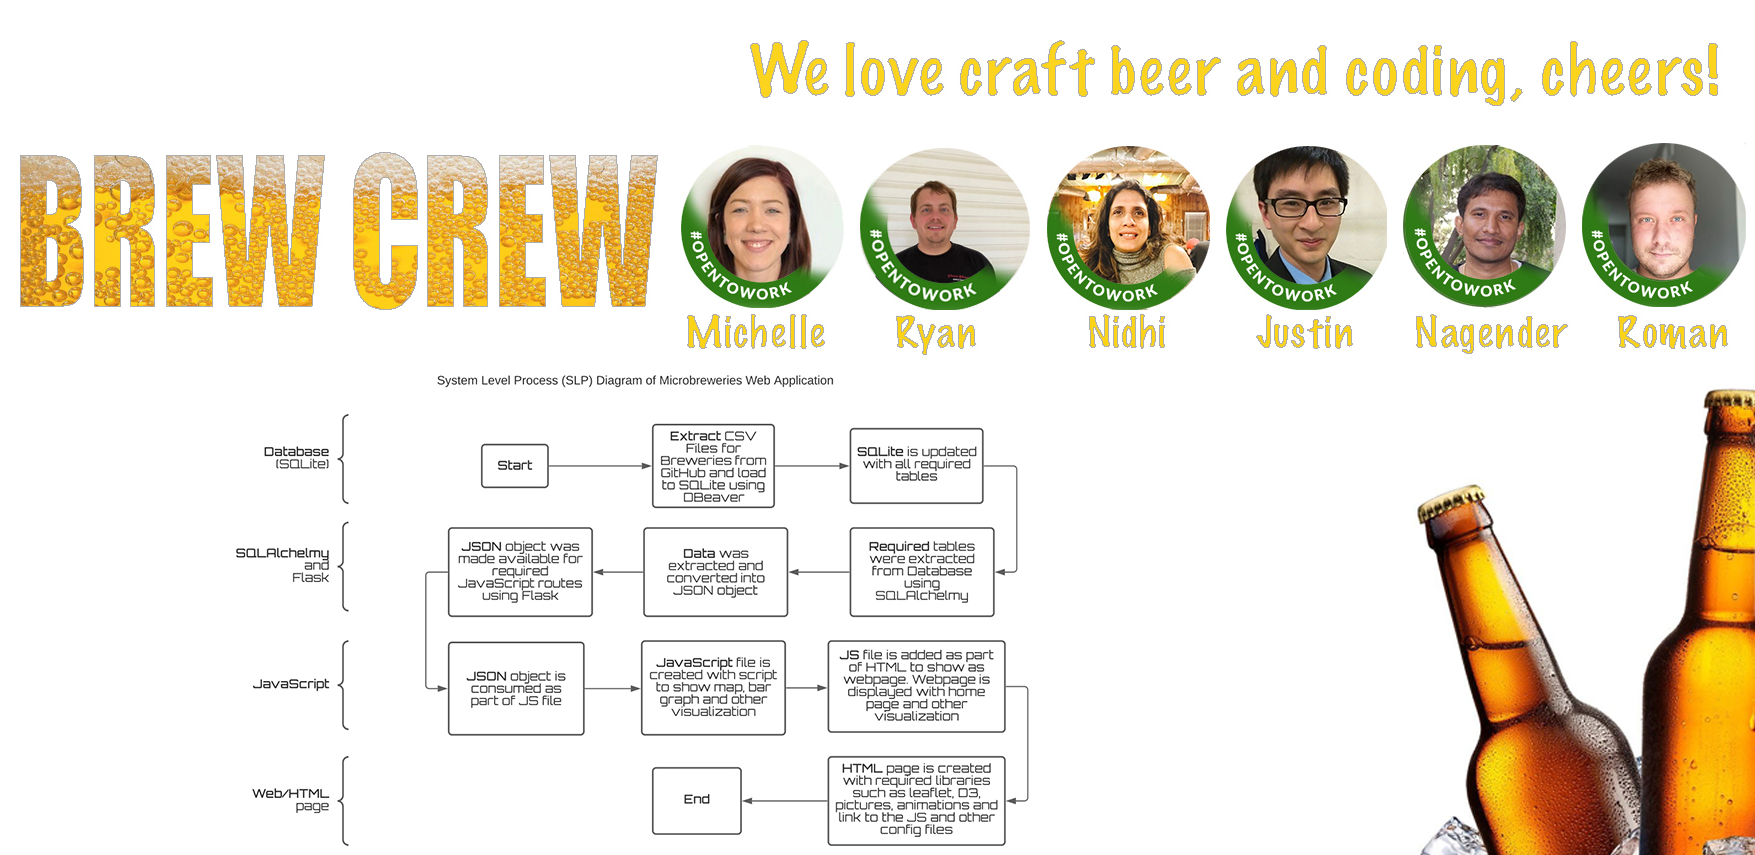 We love craft beer and coding, cheers!
BREW CREW
#OPENTOWORK
#OPENTOWORK
#OPENTOWORK
#OPENTOWORK
#OPENTOWORK
#OPENTOWORK
Michelle
Ryan
Nidhi
Justin
Nagender
Roman
System Level Process (SLP) Diagram of Microbreweries Web Application
Database
(SQLite)
Start
Extract CSV
Files for
Breweries from
GitHub and load
to SQLite using
DBeaver
SQLite is updated
with all required
tables
SQLAlchelmy
and
Flask
JSON object was
made available for
required
JavaScript routes
using Flask
Data was
extracted and
converted into
JSON object
Required tables
were extracted
from Database
using
SQLAlchelmy
JavaScript
JSON object is
consumed as
part of JS file
JavaScript file is
created with script
to show map, bar
graph and other
visualization
JS file is added as part
of HTML to show as
webpage. Webpage is
displayed with home
page and other
visualization
Web/HTML
page
End
HTML page is created
with required libraries
such as leaflet, D3,
pictures, animations and
link to the JS and other
config files